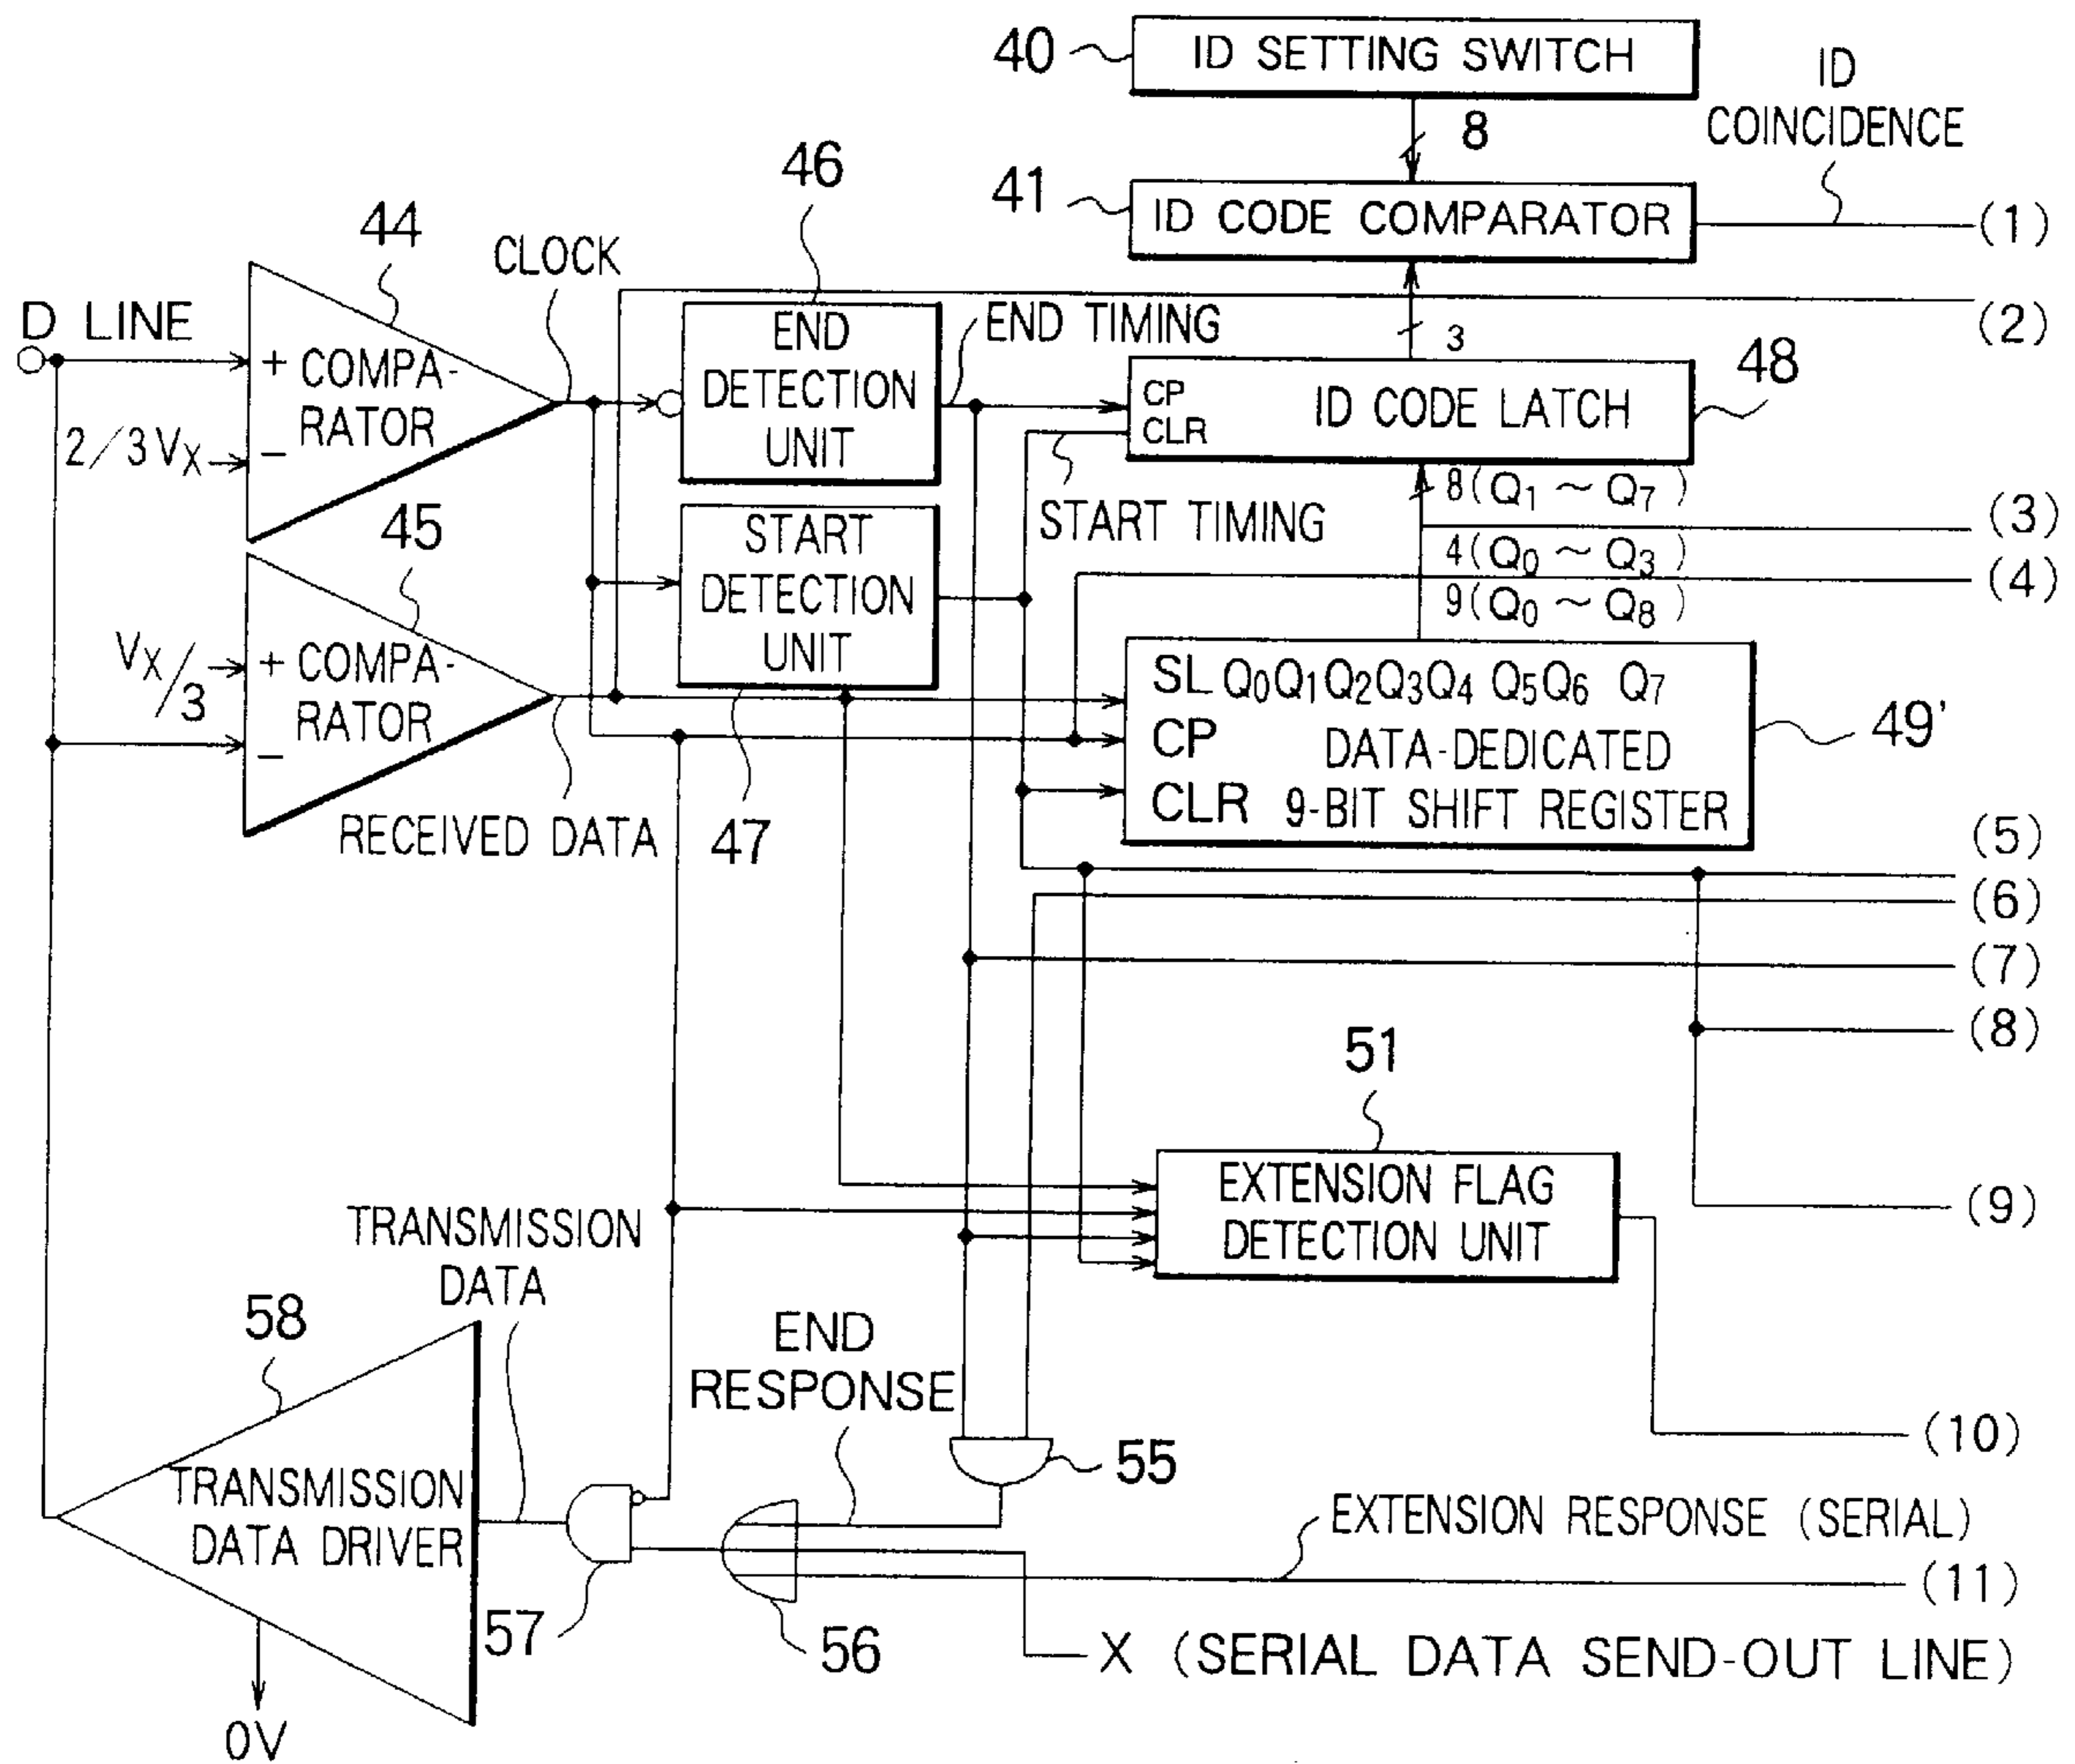 40
ID SETTING SWITCH
ID
COINCIDENCE
8
46
41
ID CODE COMPARATOR
(1)
44
CLOCK
D LINE
+
COMPA-
RATOR
2/3 VX
−
END
DETECTION
UNIT
END TIMING
3
(2)
48
CP
CLR
ID CODE LATCH
8(Q1 ~ Q7)
START TIMING
(3)
4(Q0 ~ Q3)
(4)
9(Q0 ~ Q8)
45
START
DETECTION
UNIT
VX/3
+
COMPA-
RATOR
−
SL Q0Q1Q2Q3Q4 Q5Q6 Q7
CP DATA-DEDICATED
CLR 9-BIT SHIFT REGISTER
49'
RECEIVED DATA
47
(5)
(6)
(7)
(8)
51
EXTENSION FLAG
DETECTION UNIT
(9)
TRANSMISSION
DATA
58
END
RESPONSE
(10)
55
TRANSMISSION
DATA DRIVER
EXTENSION RESPONSE (SERIAL)
(11)
57
56
X (SERIAL DATA SEND-OUT LINE)
0V